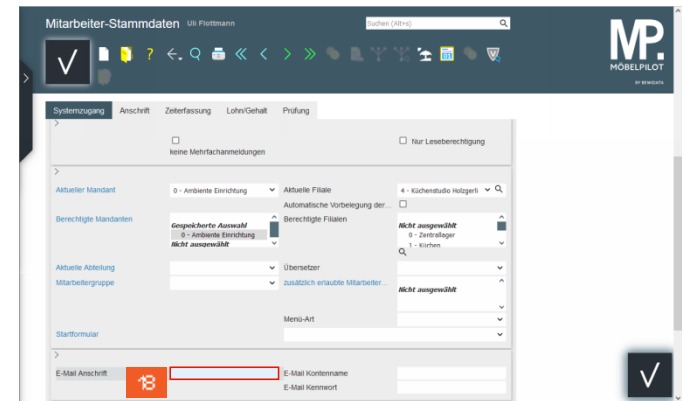 Mitarbeiter-Stammdaten Uli Flottmann
Suchen (Alt+s)
MP.
MÖBELPILOT
BY BEWIDATA
Systemzugang Anschrift Zeiterfassung Lohn/Gehalt Prüfung
keine Mehrfachanmeldungen
Nur Leseberechtigung
Aktueller Mandant 0 - Ambiente Einrichtung Aktuelle Filiale 4 - Küchenstudio Holzgerli
Automatische Vorbelegung der...
Berechtigte Mandanten Gespeicherte Auswahl Berechtigte Filialen Nicht ausgewählt
0 - Ambiente Einrichtung 0 - Zentrallager
Nicht ausgewählt 1 - Küchen
Aktuelle Abteilung Übersetzer
Mitarbeitergruppe zusätzlich erlaubte Mitarbeiter... Nicht ausgewählt
Menü-Art
Startformular
E-Mail Anschrift 18 E-Mail Kontenname
E-Mail Kennwort